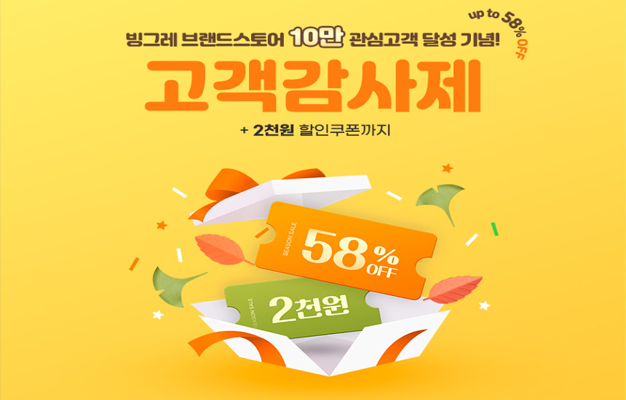 빙그레 브랜드스토어 10만 관심고객 달성 기념!
up to 58% OFF
고객감사제
+ 2천원 할인쿠폰까지
SEASON SALE
58%
OFF
SEASON SALE
2천원